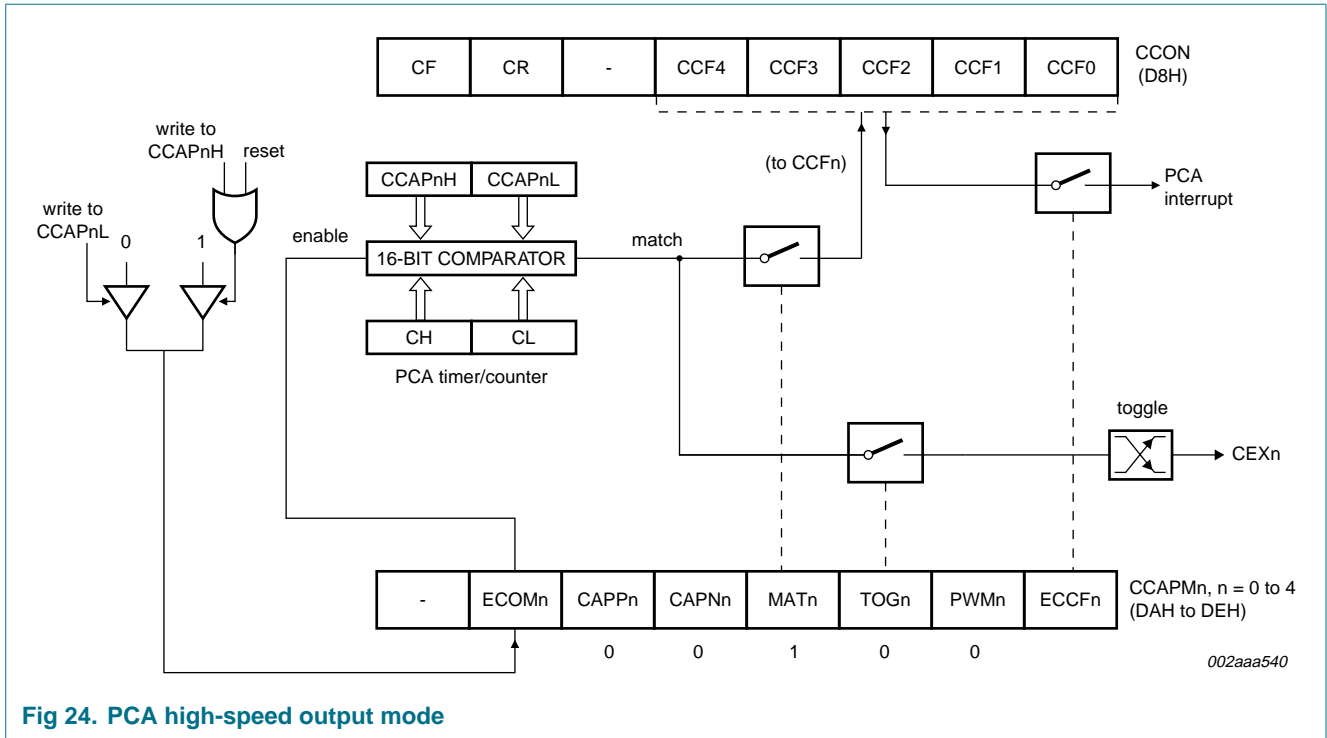 CF CR - CCF4 CCF3 CCF2 CCF1 CCF0
CCON
(D8H)
write to
CCAPnH
reset
write to
CCAPnL
0
1
enable
CCAPnH CCAPnL
16-BIT COMPARATOR
CH CL
PCA timer/counter
match
(to CCFn)
PCA
interrupt
toggle
CEXn
- ECOMn CAPPn CAPNn MATn TOGn PWMn ECCFn
CCAPMn, n = 0 to 4
(DAH to DEH)
0 0 1 0 0
002aaa540
Fig 24. PCA high-speed output mode